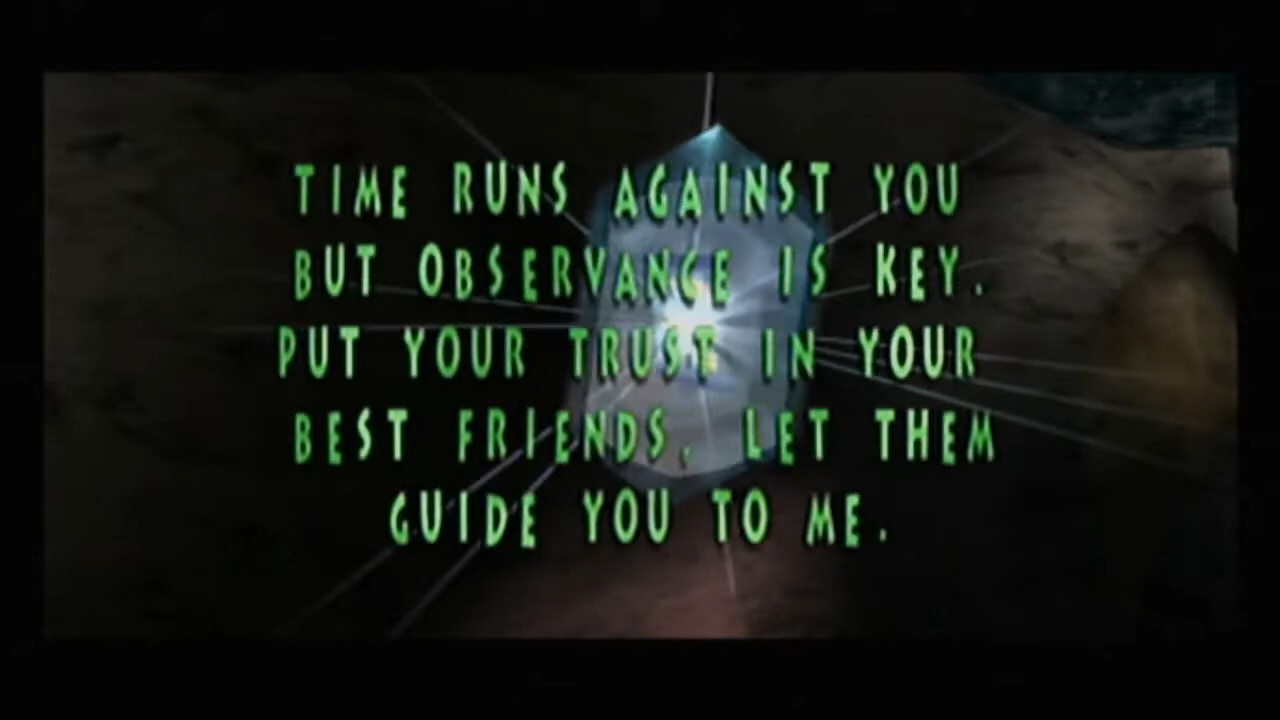 TIME RUNS AGAINST YOU
BUT OBSERVANCE IS KEY.
PUT YOUR TRUST IN YOUR
BEST FRIENDS. LET THEM
GUIDE YOU TO ME.